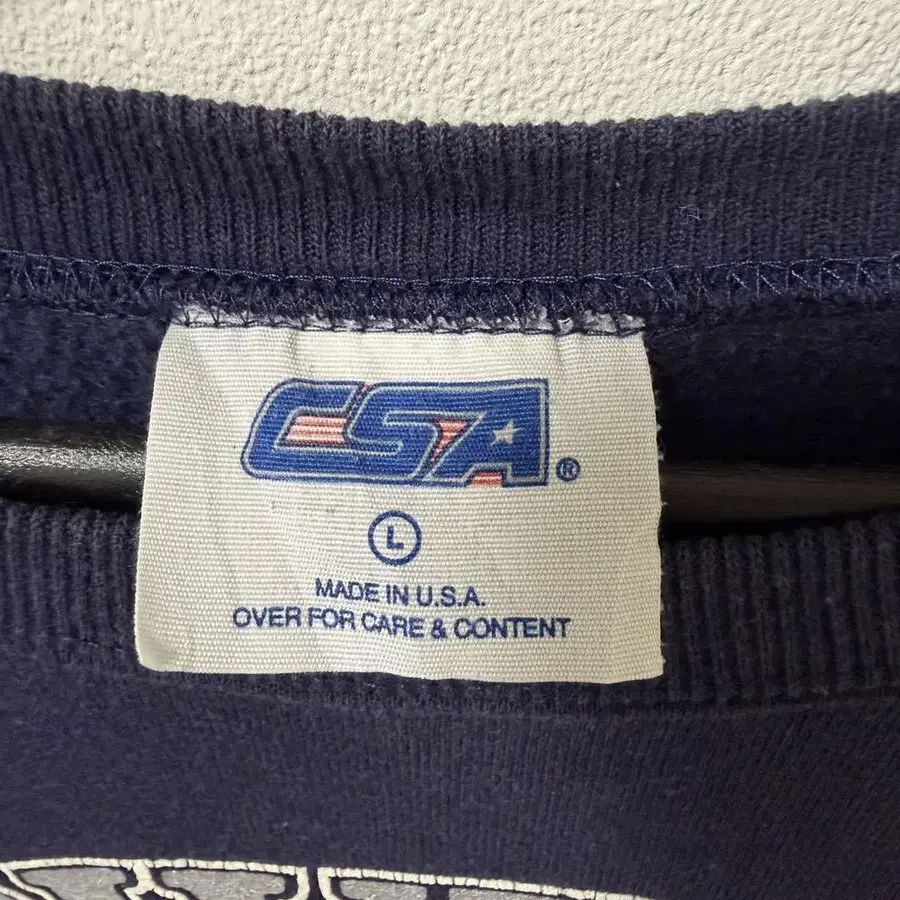 CSA ®
L
MADE IN U.S.A.
OVER FOR CARE & CONTENT